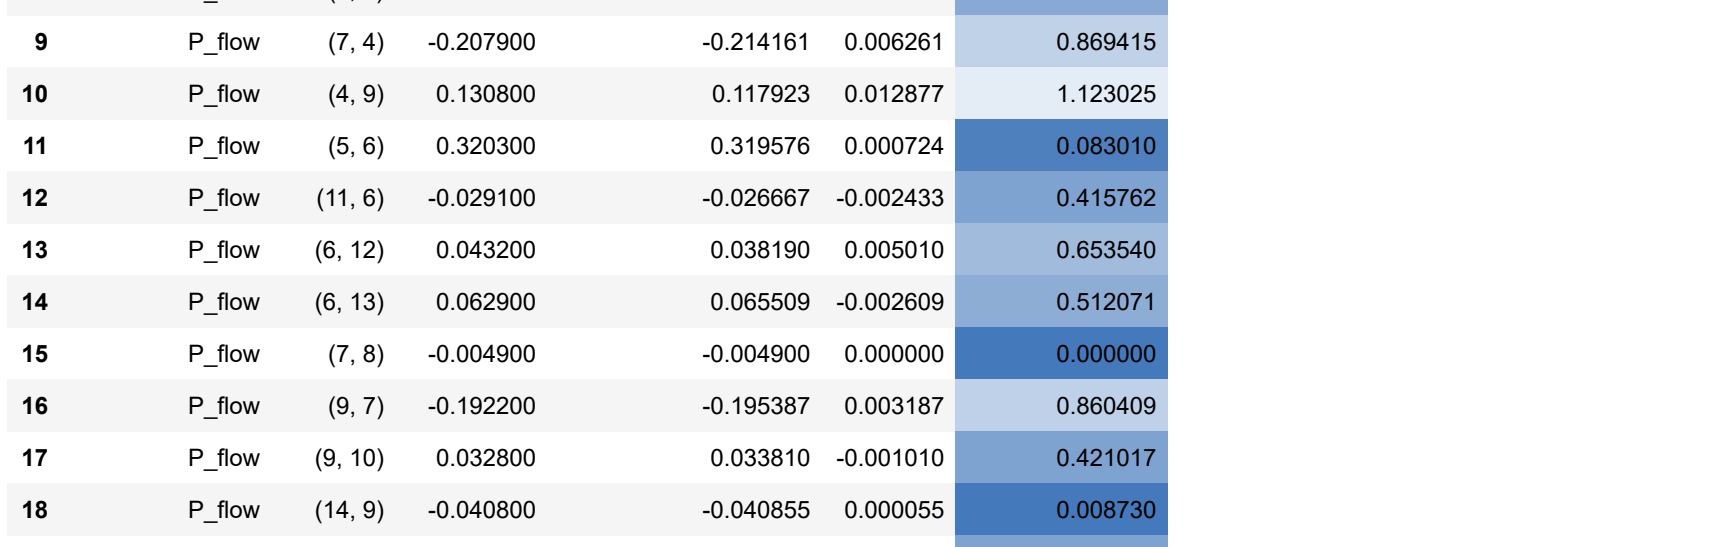 9 P_flow (7, 4) -0.207900 -0.214161 0.006261 0.869415
10 P_flow (4, 9) 0.130800 0.117923 0.012877 1.123025
11 P_flow (5, 6) 0.320300 0.319576 0.000724 0.083010
12 P_flow (11, 6) -0.029100 -0.026667 -0.002433 0.415762
13 P_flow (6, 12) 0.043200 0.038190 0.005010 0.653540
14 P_flow (6, 13) 0.062900 0.065509 -0.002609 0.512071
15 P_flow (7, 8) -0.004900 -0.004900 0.000000 0.000000
16 P_flow (9, 7) -0.192200 -0.195387 0.003187 0.860409
17 P_flow (9, 10) 0.032800 0.033810 -0.001010 0.421017
18 P_flow (14, 9) -0.040800 -0.040855 0.000055 0.008730